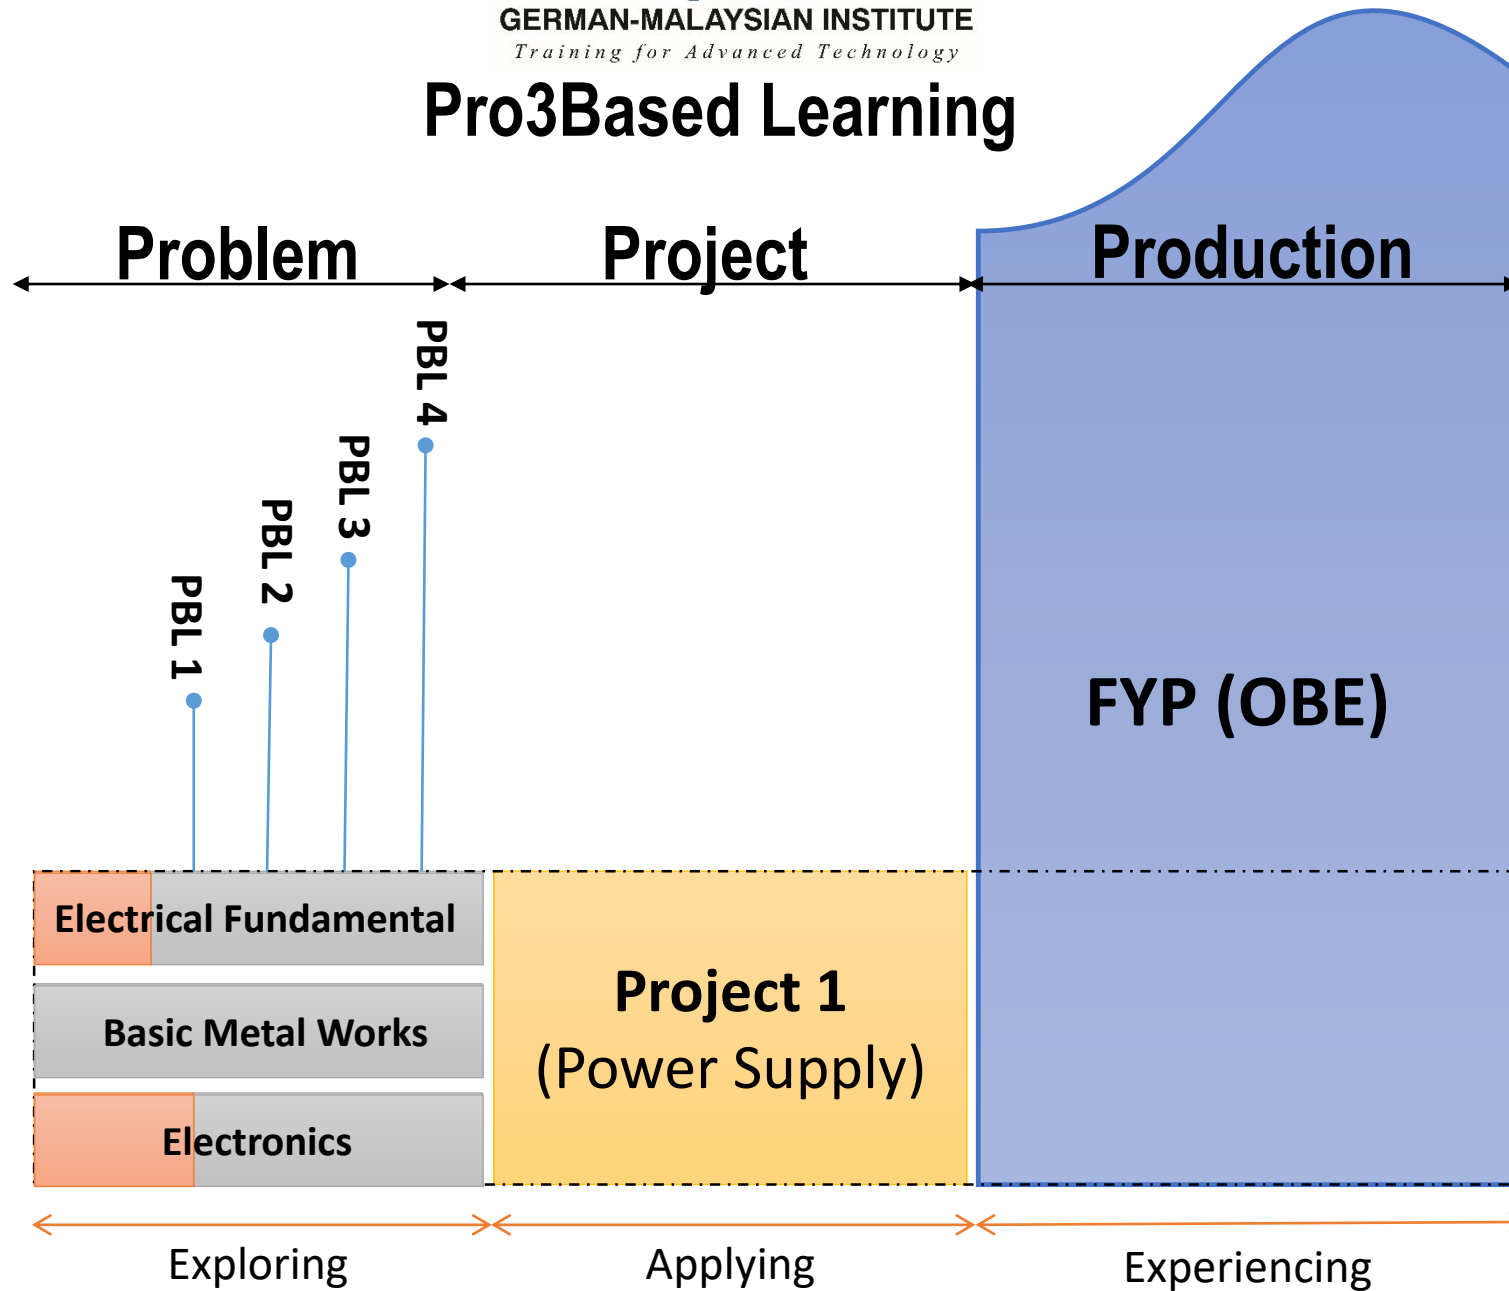 GERMAN-MALAYSIAN INSTITUTE
Training for Advanced Technology
Pro3Based Learning
Problem
Project
Production
PBL 1
PBL 2
PBL 3
PBL 4
FYP (OBE)
Electrical Fundamental
Basic Metal Works
Electronics
Project 1
(Power Supply)
Exploring
Applying
Experiencing